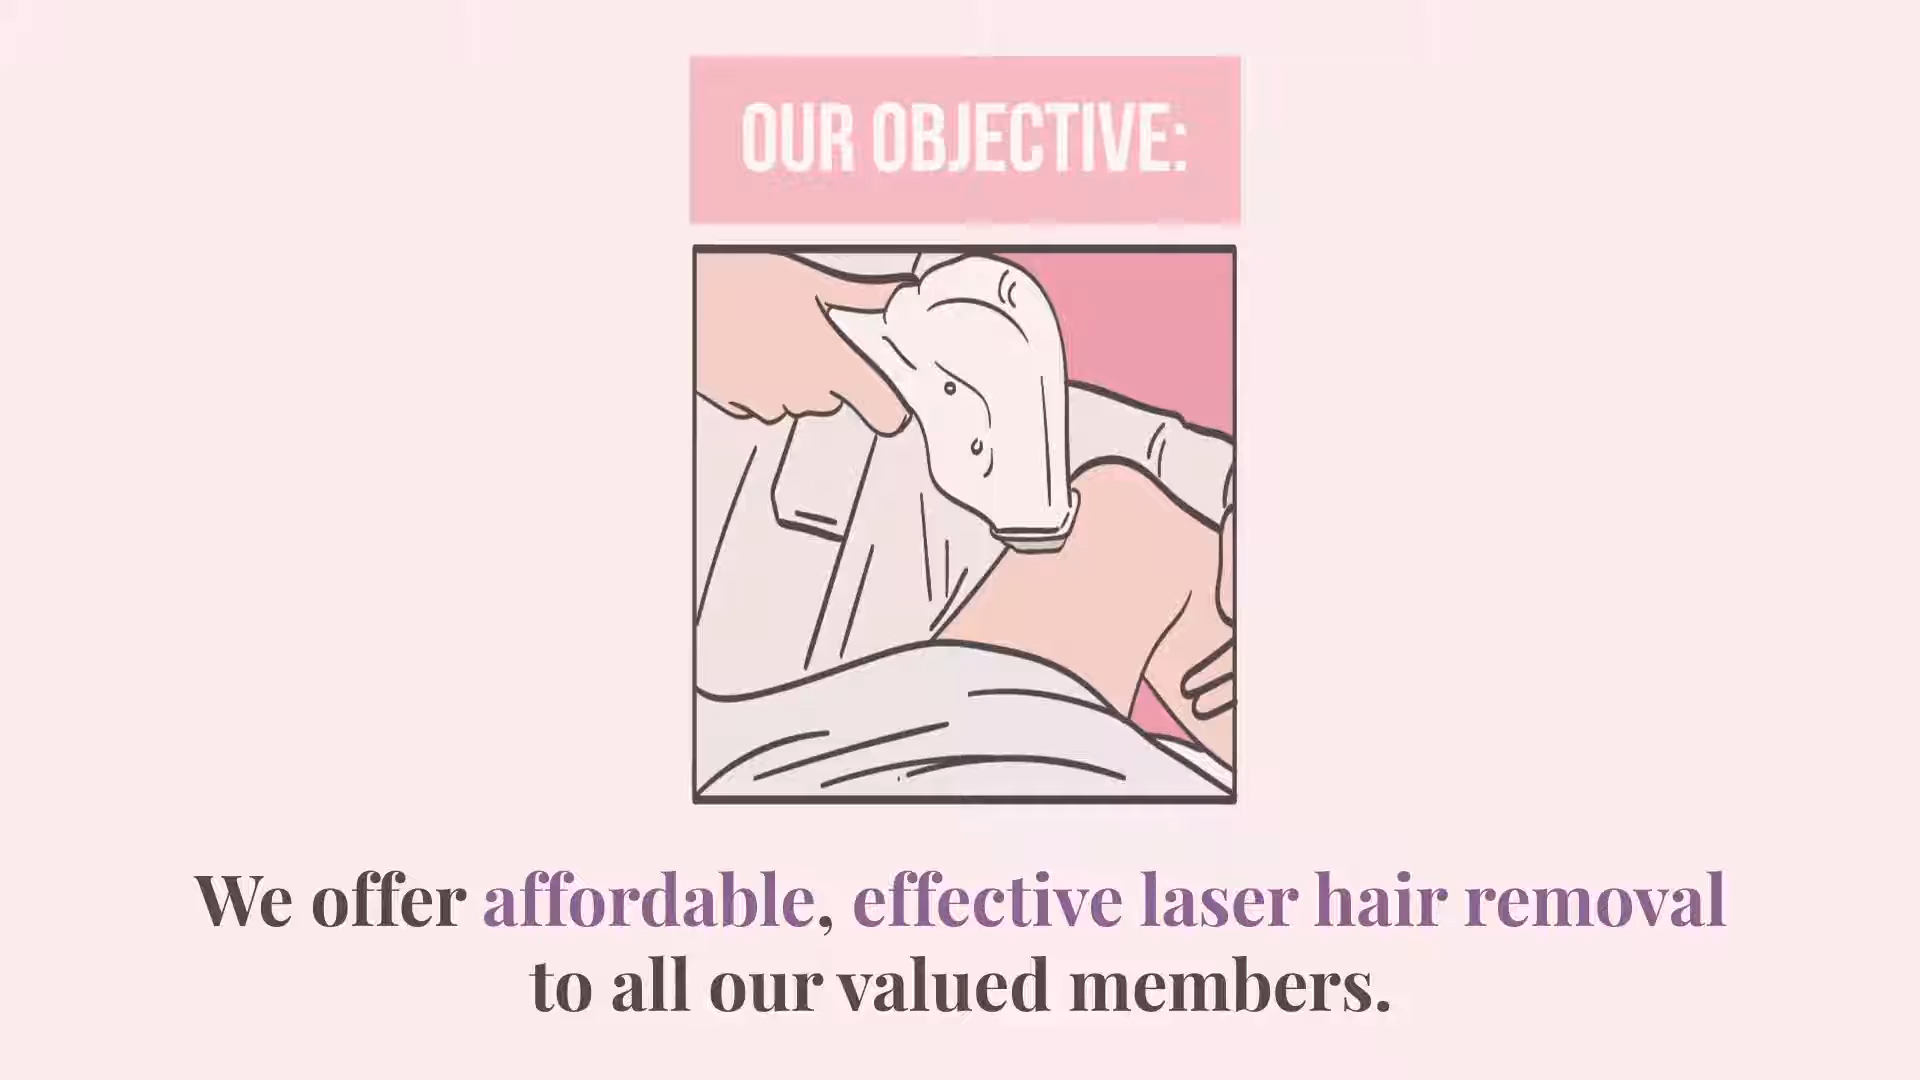 OUR OBJECTIVE:
We offer affordable, effective laser hair removal
to all our valued members.